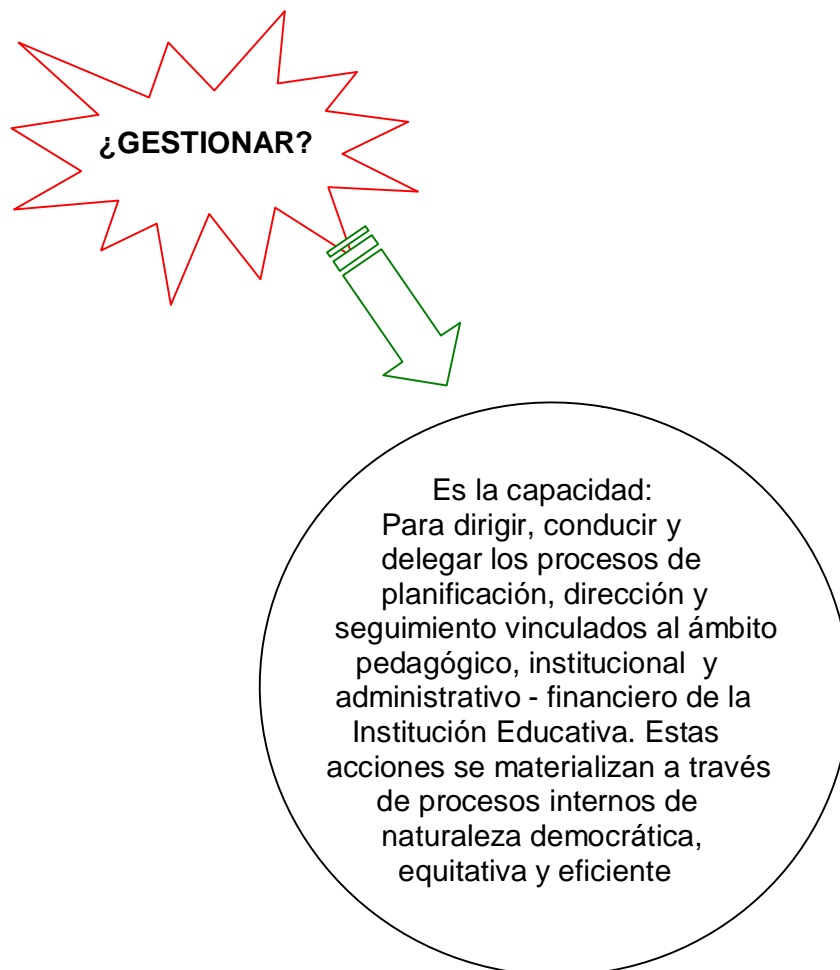 ¿GESTIONAR?
Es la capacidad:
Para dirigir, conducir y
delegar los procesos de
planificación, dirección y
seguimiento vinculados al ámbito
pedagógico, institucional  y
administrativo - financiero de la
Institución Educativa. Estas
acciones se materializan a través
de procesos internos de
naturaleza democrática,
equitativa y eficiente